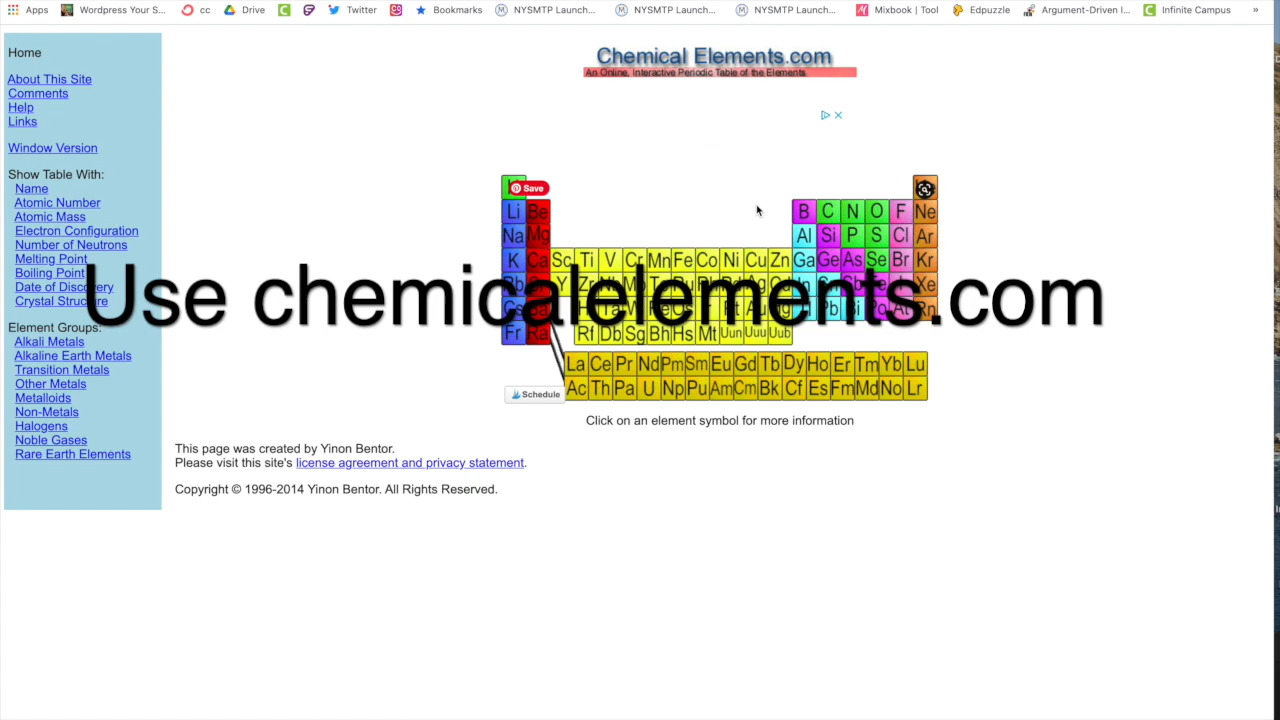 Apps Wordpress Your S... cc Drive Twitter Bookmarks NYSMTP Launch... NYSMTP Launch... NYSMTP Launch... Mixbook | Tool Edpuzzle Argument-Driven I... Infinite Campus »
Home
About This Site
Comments
Help
Links
Window Version
Show Table With:
Name
Atomic Number
Atomic Mass
Electron Configuration
Number of Neutrons
Melting Point
Boiling Point
Date of Discovery
Crystal Structure
Element Groups:
Alkali Metals
Alkaline Earth Metals
Transition Metals
Other Metals
Metalloids
Non-Metals
Halogens
Noble Gases
Rare Earth Elements
Chemical Elements.com
An Online, Interactive Periodic Table of the Elements
Save
Li Be B C N O F Ne
Na Mg Al Si P S Cl Ar
K Ca Sc Ti V Cr Mn Fe Co Ni Cu Zn Ga Ge As Se Br Kr
Y Xe
Use chemicalelements.com
Rn
Fr Ra Rf Db Sg Bh Hs Mt Uun Uuu Uub
La Ce Pr Nd Pm Sm Eu Gd Tb Dy Ho Er Tm Yb Lu
Ac Th Pa U Np Pu Am Cm Bk Cf Es Fm Md No Lr
Schedule
Click on an element symbol for more information
This page was created by Yinon Bentor.
Please visit this site's license agreement and privacy statement.
Copyright © 1996-2014 Yinon Bentor. All Rights Reserved.